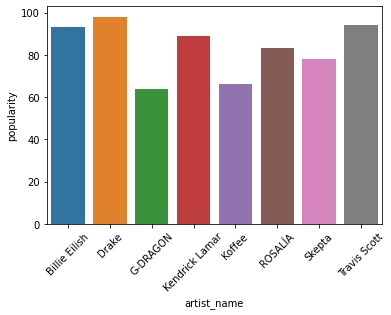 popularity
100
80
60
40
20
0
Billie Eilish
Drake
G-DRAGON
Kendrick Lamar
Koffee
ROSALÍA
Skepta
Travis Scott
artist_name